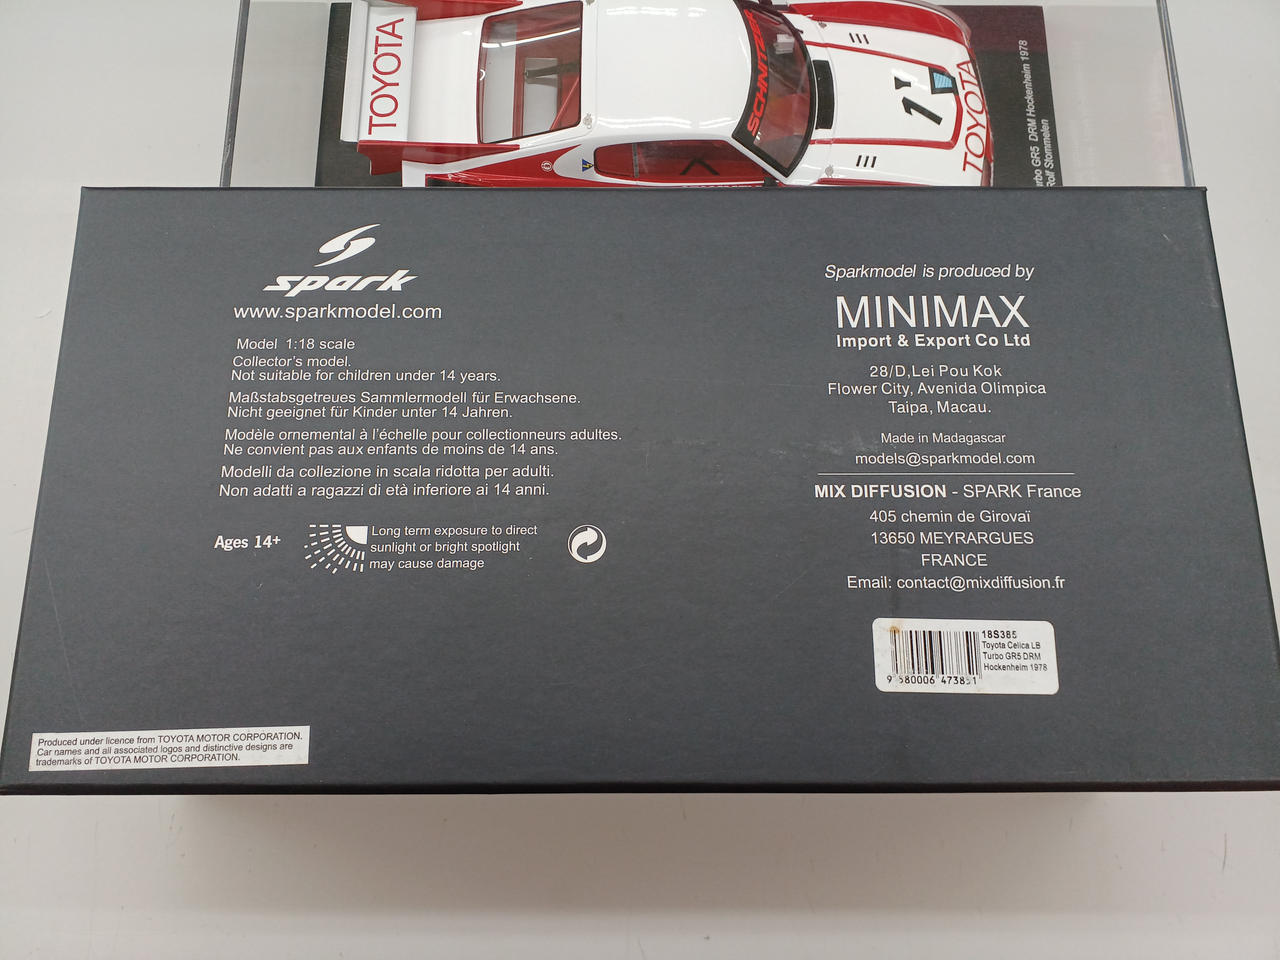 TOYOTA
SCHNITZER
1
TOYOTA
Turbo GR5 DRM Hockenheim 1978
Rolf Stommelen
spark
www.sparkmodel.com
Model 1:18 scale
Collector's model.
Not suitable for children under 14 years.
Maßstabsgetreues Sammlermodell für Erwachsene.
Nicht geeignet für Kinder unter 14 Jahren.
Modèle ornemental à l'échelle pour collectionneurs adultes.
Ne convient pas aux enfants de moins de 14 ans.
Modelli da collezione in scala ridotta per adulti.
Non adatti a ragazzi di età inferiore ai 14 anni.
Ages 14+
Long term exposure to direct
sunlight or bright spotlight
may cause damage
Sparkmodel is produced by
MINIMAX
Import & Export Co Ltd
28/D,Lei Pou Kok
Flower City, Avenida Olimpica
Taipa, Macau.
Made in Madagascar
models@sparkmodel.com
MIX DIFFUSION - SPARK France
405 chemin de Girovaï
13650 MEYRARGUES
FRANCE
Email: contact@mixdiffusion.fr
18S385
Toyota Celica LB
Turbo GR5 DRM
Hockenheim 1978
9 580006 473851
Produced under licence from TOYOTA MOTOR CORPORATION.
Car names and all associated logos and distinctive designs are
trademarks of TOYOTA MOTOR CORPORATION.